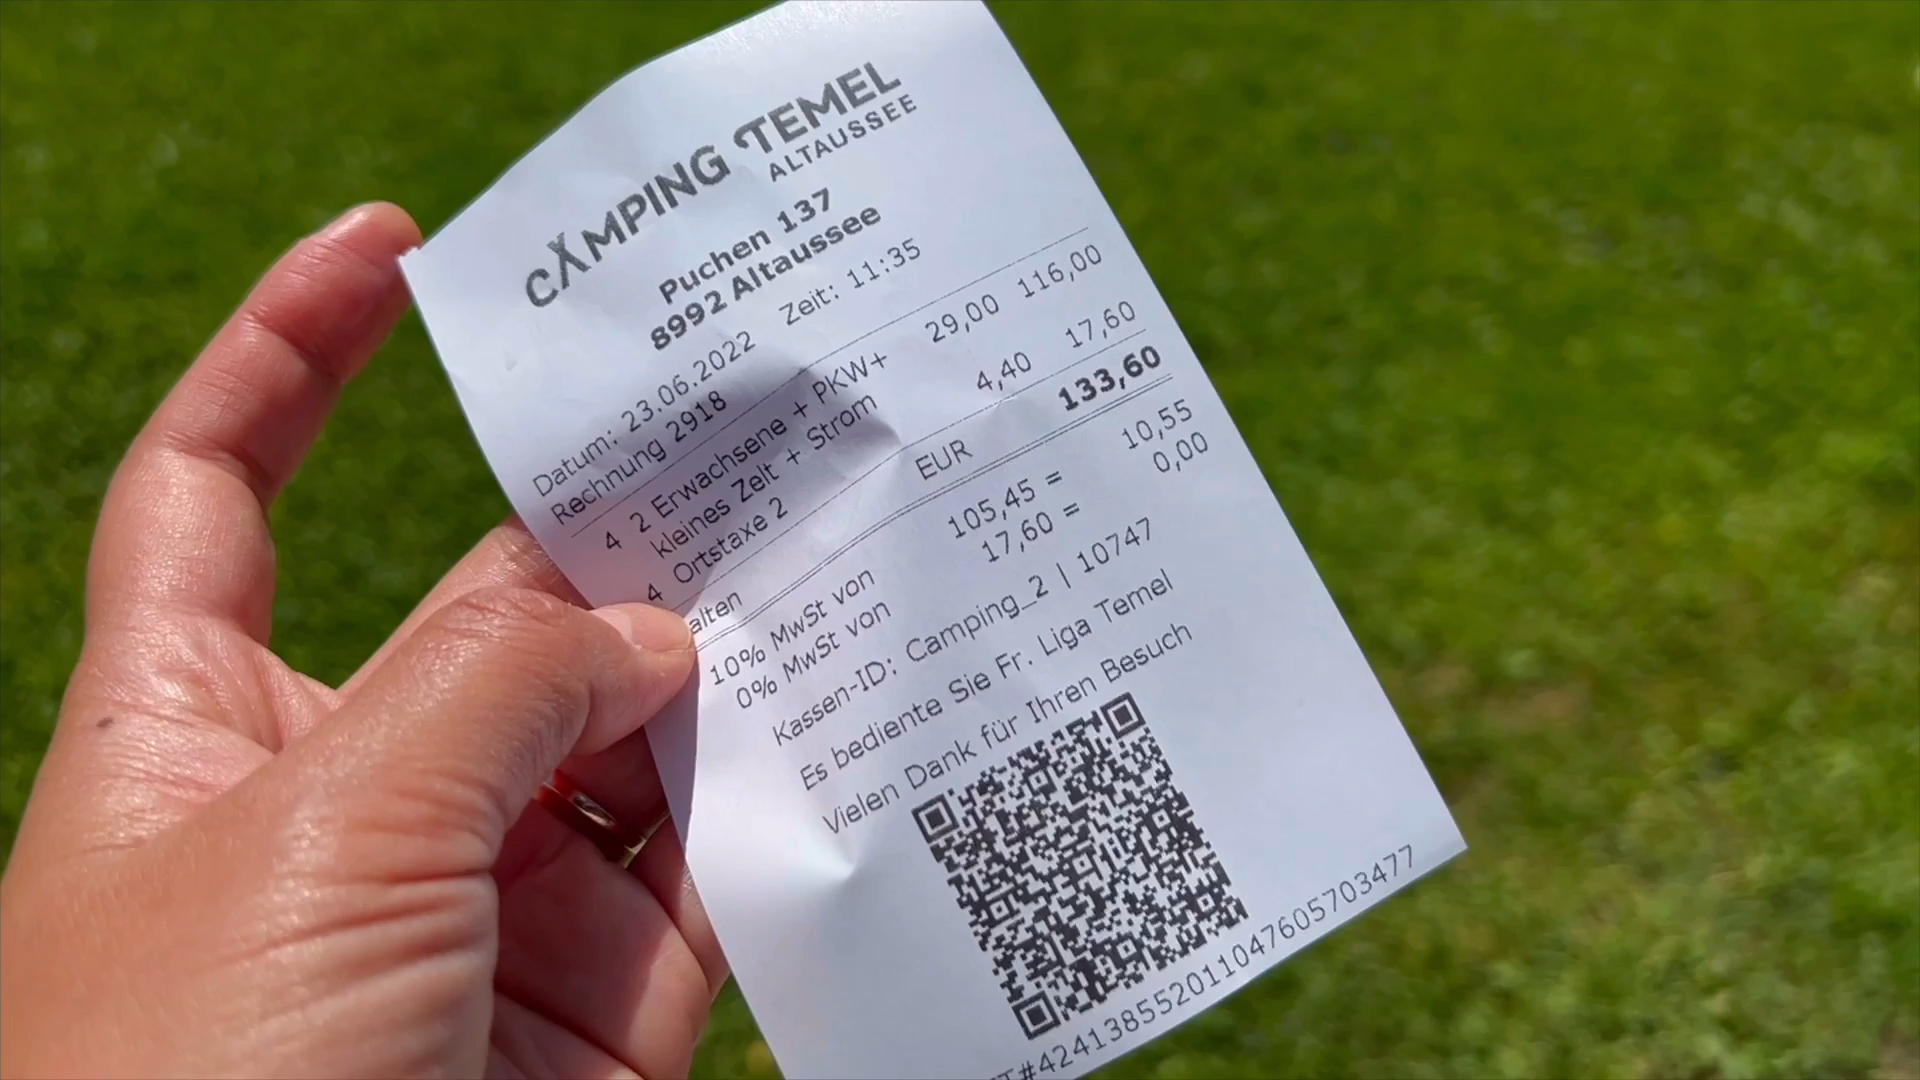 CAMPING TEMEL
ALTAUSSEE
Puchen 137
8992 Altaussee
Datum: 23.06.2022 Zeit: 11:35
Rechnung 2918
4 2 Erwachsene + PKW+ 29,00 116,00
kleines Zelt + Strom
4 Ortstaxe 2 4,40 17,60
alten EUR 133,60
10% MwSt von 105,45 = 10,55
0% MwSt von 17,60 = 0,00
Kassen-ID: Camping_2 | 10747
Es bediente Sie Fr. Liga Temel
Vielen Dank für Ihren Besuch
T#424138552011047605703477